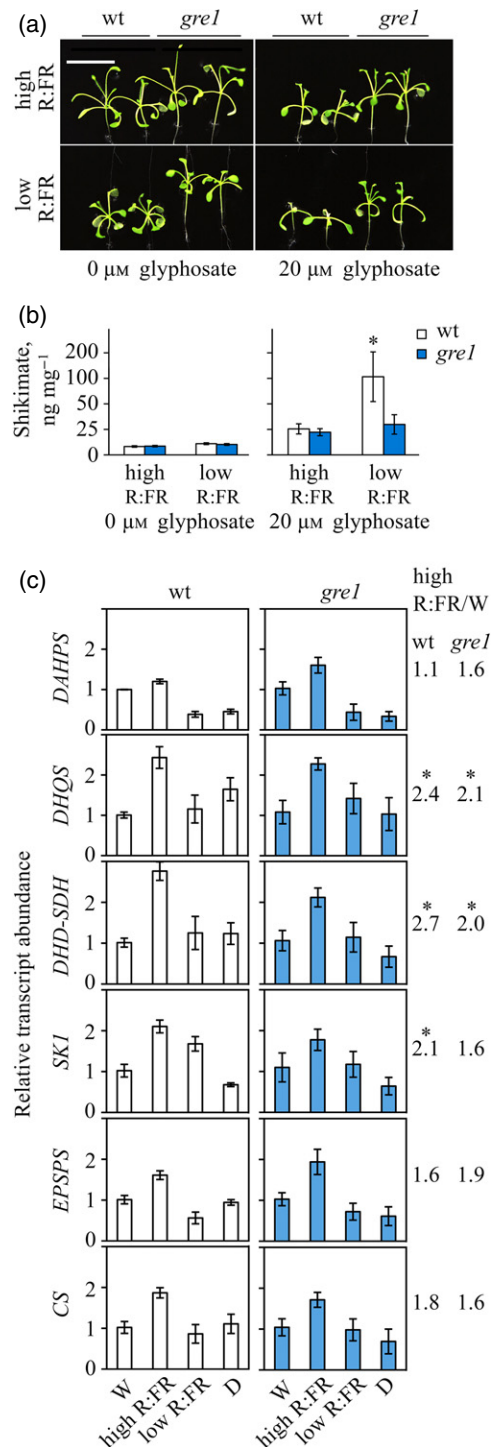 (a)
wt gre1 wt gre1
high R:FR
low R:FR
0 µM glyphosate 20 µM glyphosate
(b)
Shikimate, ng mg–1
200
100
50
25
0
*
wt
gre1
high R:FR low R:FR high R:FR low R:FR
0 µM glyphosate 20 µM glyphosate
(c)
high R:FR/W
wt gre1 wt gre1
Relative transcript abundance
DAHPS 2 1 0 1.1 1.6
* *
DHQS 2 1 0 2.4 2.1
* *
DHD-SDH 2 1 0 2.7 2.0
*
SK1 2 1 0 2.1 1.6
EPSPS 2 1 0 1.6 1.9
CS 2 1 0 1.8 1.6
W high R:FR low R:FR D W high R:FR low R:FR D